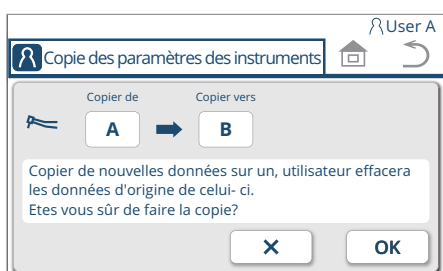 User A
Copie des paramètres des instruments
Copier de Copier vers
A B
Copier de nouvelles données sur un, utilisateur effacera
les données d'origine de celui- ci.
Etes vous sûr de faire la copie?
OK